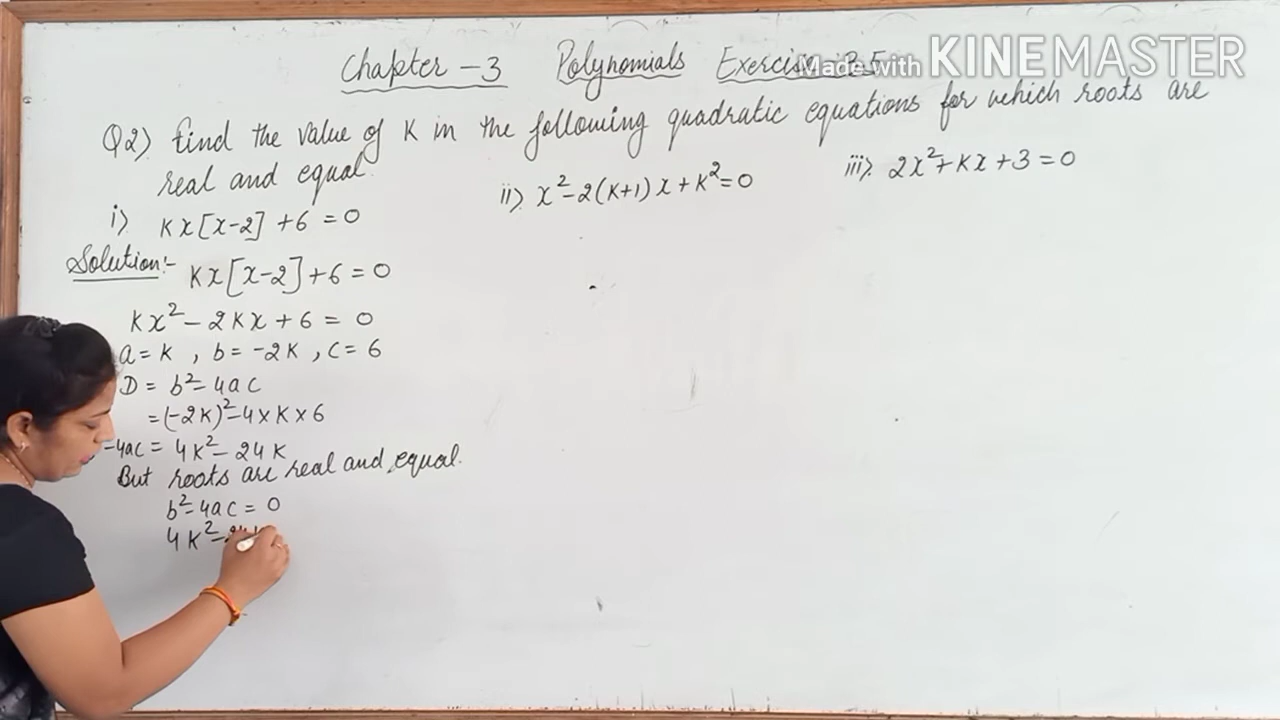 Chapter - 3 Polynomials Exercise
Made with KINEMASTER
Q2). Find the value of K in the following quadratic equations for which roots are
real and equal.
i). Kx[x-2] +6 = 0
ii). x²-2(K+1)x+K²=0
iii). 2x²+Kx+3=0
Solution:- Kx[x-2]+6=0
Kx²-2Kx+6=0
a=K , b=-2K , c=6
D = b²-4ac
=(-2K)²-4×K×6
-4ac = 4K²-24K
But roots are real and equal.
b²-4ac = 0
4K²-